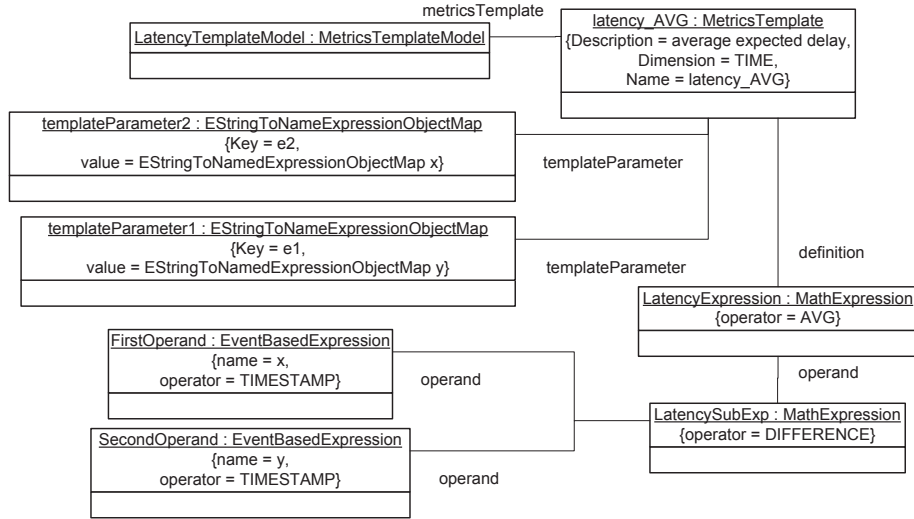 metricsTemplate
LatencyTemplateModel : MetricsTemplateModel
latency_AVG : MetricsTemplate
{Description = average expected delay,
Dimension = TIME,
Name = latency_AVG}
templateParameter2 : EStringToNameExpressionObjectMap
{Key = e2,
value = EStringToNamedExpressionObjectMap x}
templateParameter
templateParameter1 : EStringToNameExpressionObjectMap
{Key = e1,
value = EStringToNamedExpressionObjectMap y}
templateParameter
definition
LatencyExpression : MathExpression
{operator = AVG}
FirstOperand : EventBasedExpression
{name = x,
operator = TIMESTAMP}
operand
operand
LatencySubExp : MathExpression
{operator = DIFFERENCE}
SecondOperand : EventBasedExpression
{name = y,
operator = TIMESTAMP}
operand